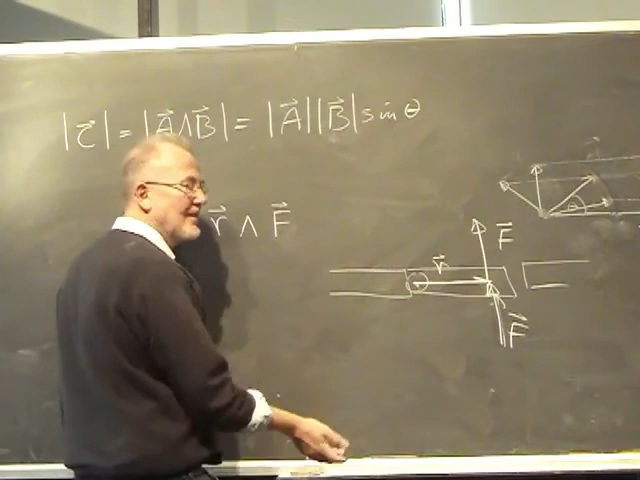 |C⃗| = |A⃗ ∧ B⃗| = |A⃗||B⃗| sin θ
r⃗ ∧ F⃗
F⃗
r⃗
F⃗